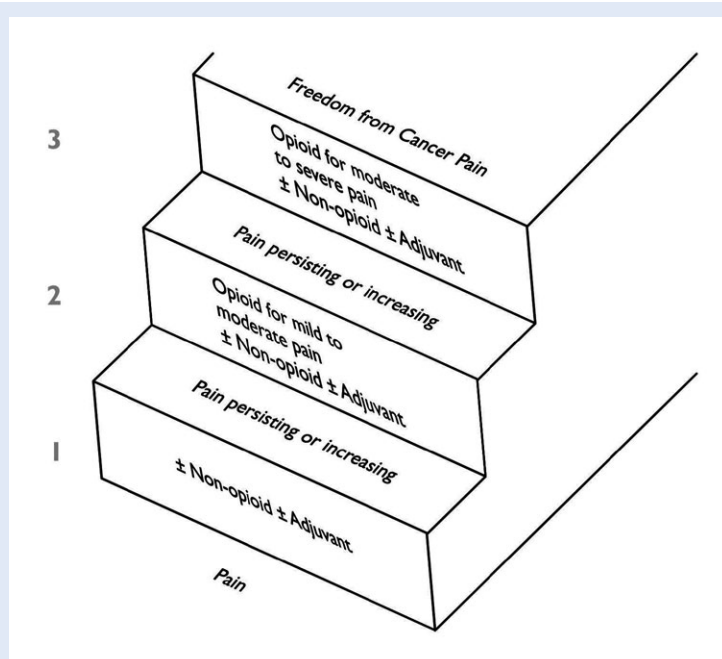 Freedom from Cancer Pain
3
Opioid for moderate
to severe pain
± Non-opioid ± Adjuvant
Pain persisting or increasing
2
Opioid for mild to
moderate pain
± Non-opioid ± Adjuvant
Pain persisting or increasing
1
± Non-opioid ± Adjuvant
Pain